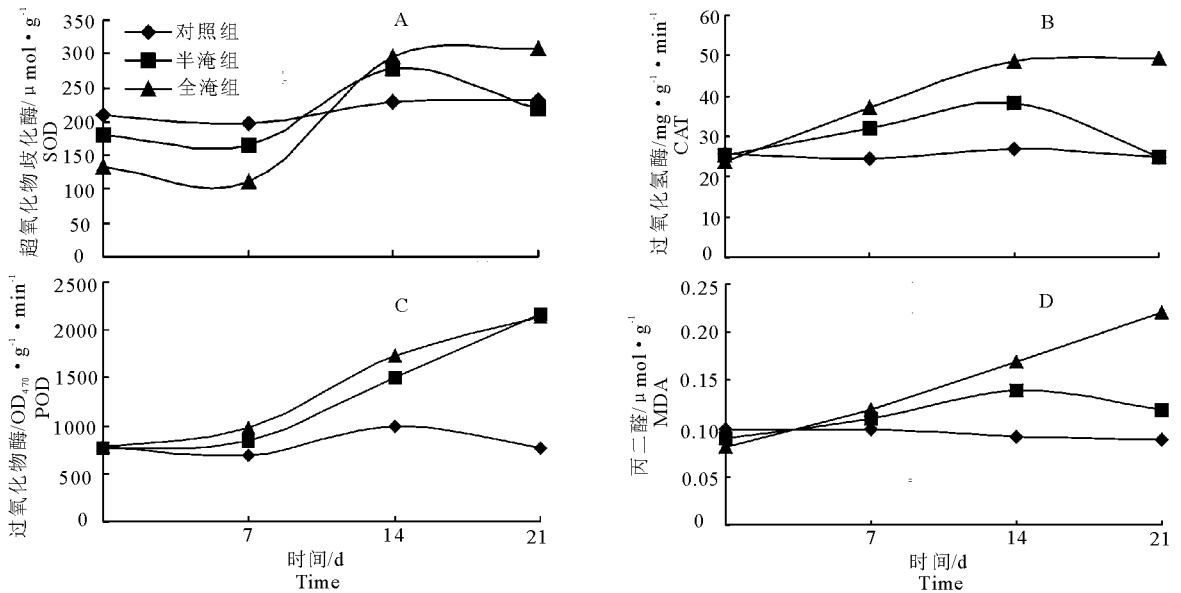 A
对照组
半淹组
全淹组
超氧化物歧化酶/μmol·g⁻¹
SOD
350
300
250
200
150
100
50
0
B
过氧化氢酶/mg·g⁻¹·min⁻¹
CAT
60
50
40
30
20
10
0
C
过氧化物酶/OD₄₇₀·g⁻¹·min⁻¹
POD
2500
2000
1500
1000
500
0
7 14 21
时间/d
Time
D
丙二醛/μmol·g⁻¹
MDA
0.25
0.20
0.15
0.10
0.05
0
7 14 21
时间/d
Time